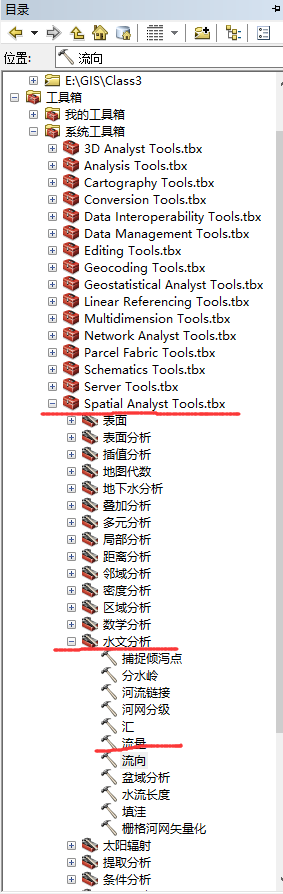 目录
位置:
流向
E:\GIS\Class3
工具箱
我的工具箱
系统工具箱
3D Analyst Tools.tbx
Analysis Tools.tbx
Cartography Tools.tbx
Conversion Tools.tbx
Data Interoperability Tools.tbx
Data Management Tools.tbx
Editing Tools.tbx
Geocoding Tools.tbx
Geostatistical Analyst Tools.tbx
Linear Referencing Tools.tbx
Multidimension Tools.tbx
Network Analyst Tools.tbx
Parcel Fabric Tools.tbx
Schematics Tools.tbx
Server Tools.tbx
Spatial Analyst Tools.tbx
表面
表面分析
插值分析
地图代数
地下水分析
叠加分析
多元分析
局部分析
距离分析
邻域分析
密度分析
区域分析
数学分析
水文分析
捕捉倾泻点
分水岭
河流链接
河网分级
汇
流量
流向
盆域分析
水流长度
填洼
栅格河网矢量化
太阳辐射
提取分析
条件分析